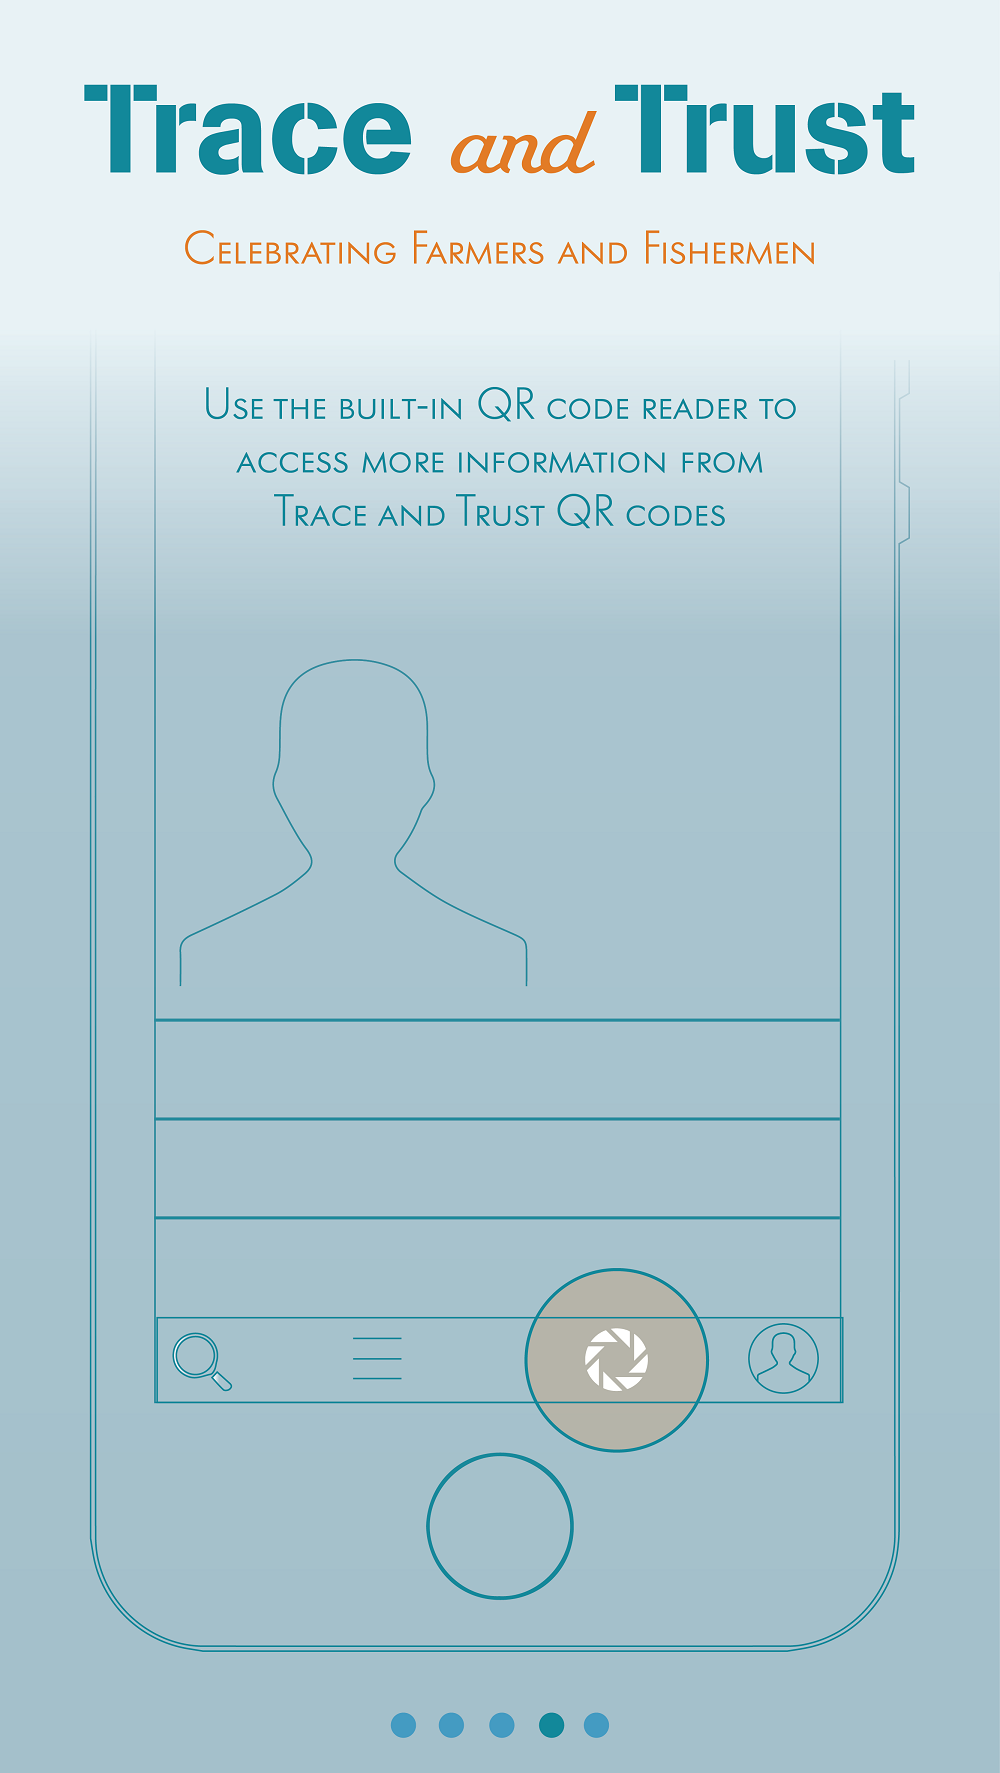 Trace and Trust
Celebrating Farmers and Fishermen
Use the built-in QR code reader to
access more information from
Trace and Trust QR codes